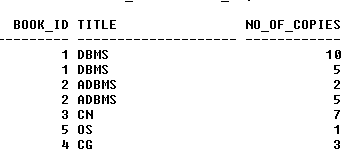 BOOK_ID TITLE NO_OF_COPIES
---------- -------------------- ------------
1 DBMS 10
1 DBMS 5
2 ADBMS 2
2 ADBMS 5
3 CN 7
5 OS 1
4 CG 3